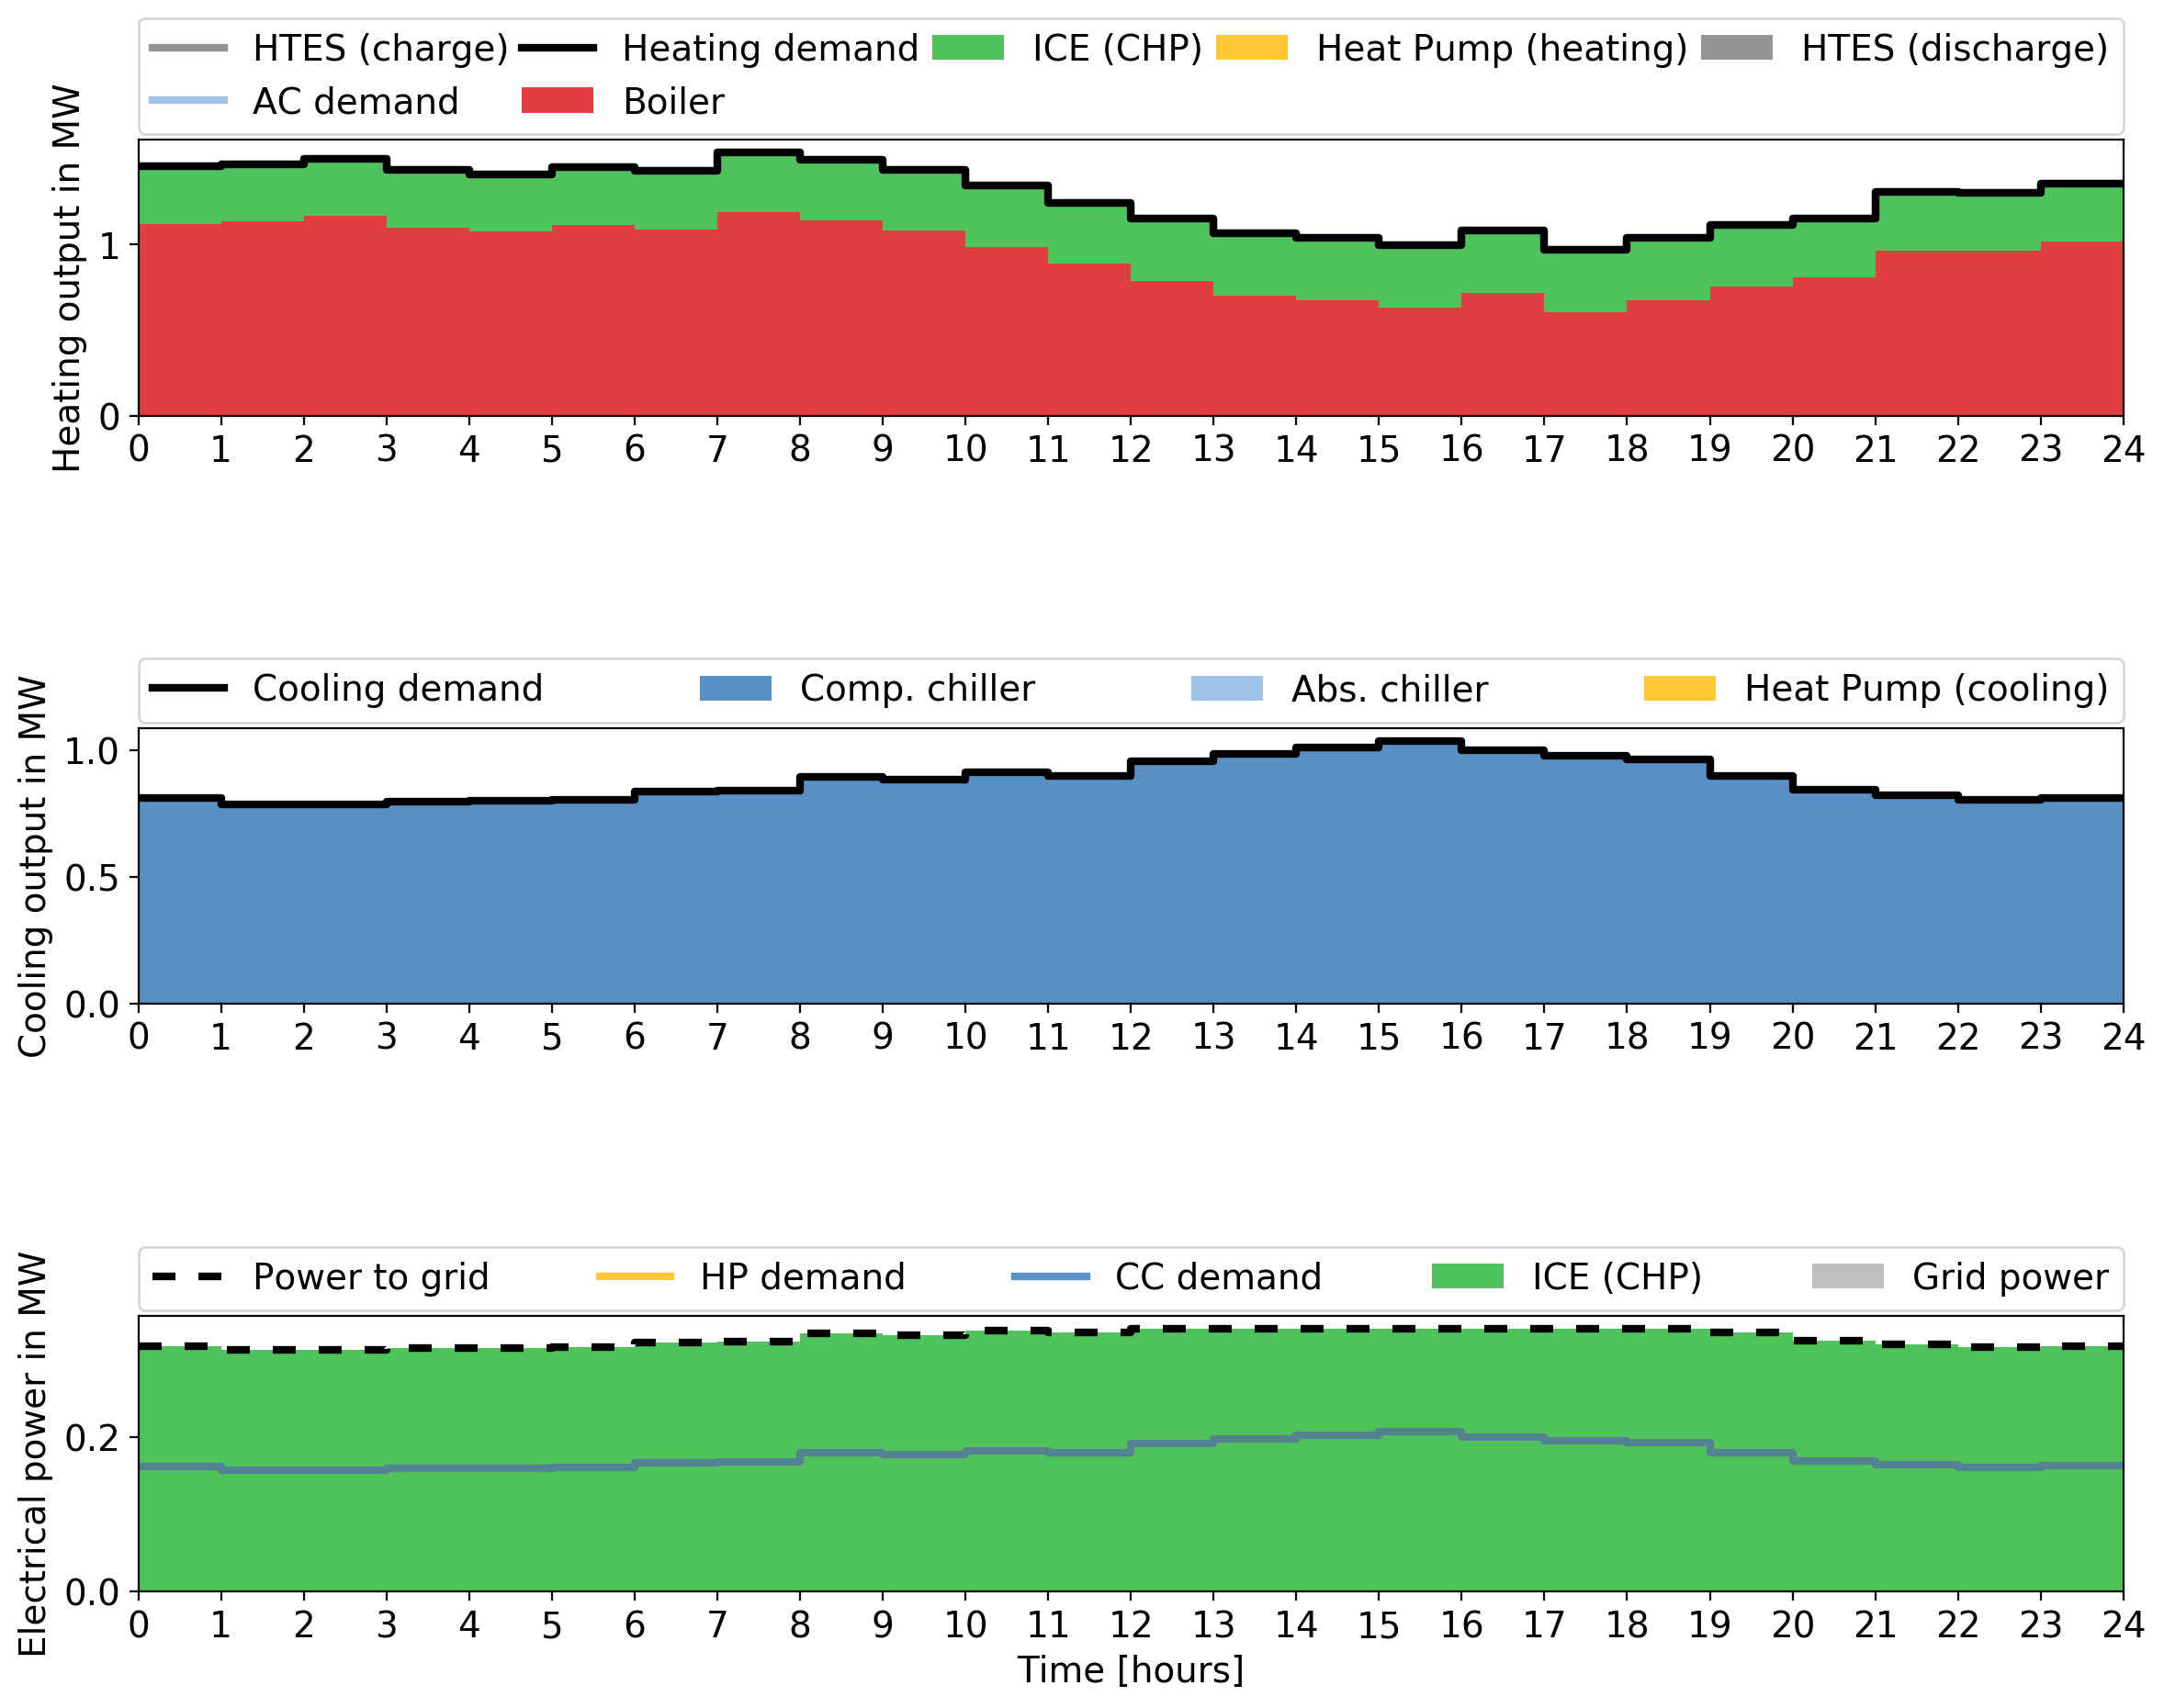 HTES (charge) Heating demand ICE (CHP) Heat Pump (heating) HTES (discharge)
AC demand Boiler
Heating output in MW
1
0
0 1 2 3 4 5 6 7 8 9 10 11 12 13 14 15 16 17 18 19 20 21 22 23 24
Cooling demand Comp. chiller Abs. chiller Heat Pump (cooling)
Cooling output in MW
1.0
0.5
0.0
0 1 2 3 4 5 6 7 8 9 10 11 12 13 14 15 16 17 18 19 20 21 22 23 24
Power to grid HP demand CC demand ICE (CHP) Grid power
Electrical power in MW
0.2
0.0
0 1 2 3 4 5 6 7 8 9 10 11 12 13 14 15 16 17 18 19 20 21 22 23 24
Time [hours]